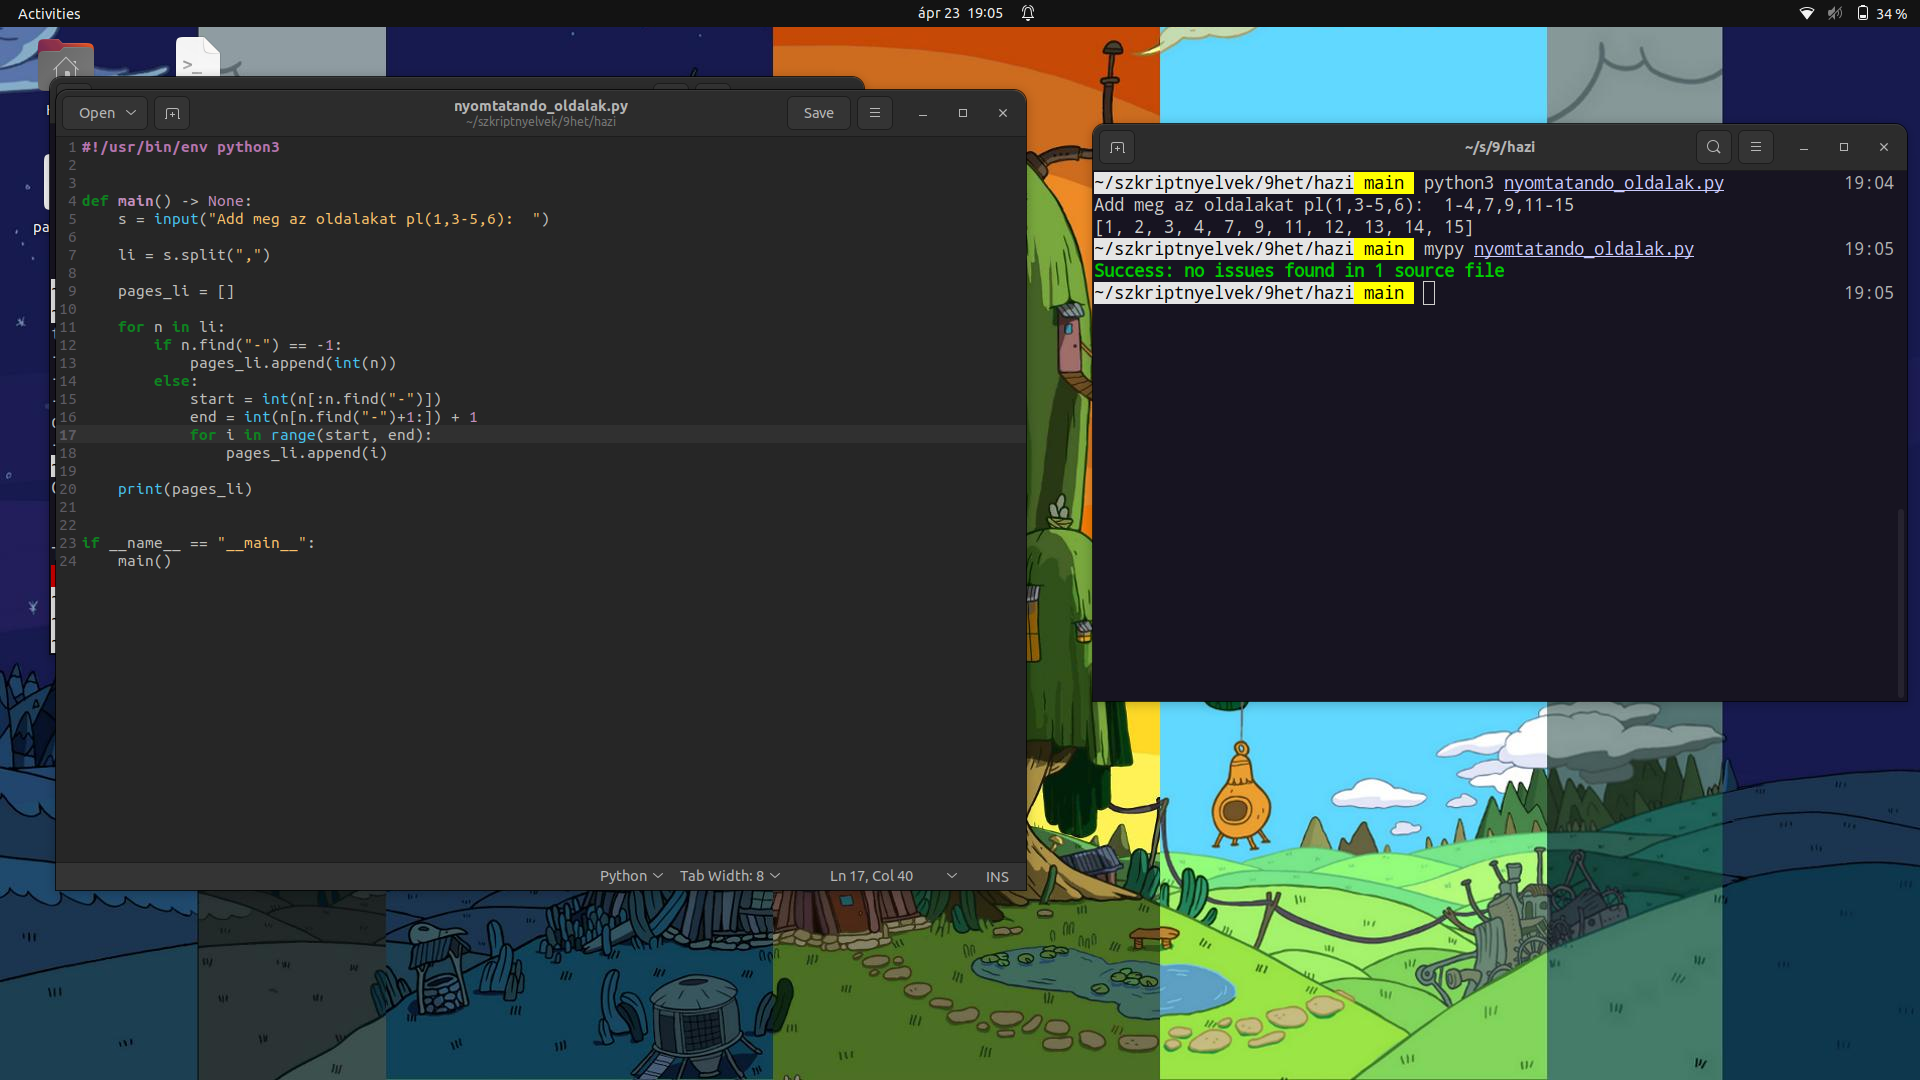 Activities
ápr 23 19:05
34 %
pa
Open
nyomtatando_oldalak.py
~/szkriptnyelvek/9het/hazi
Save
1 #!/usr/bin/env python3
2
3
4 def main() -> None:
5     s = input("Add meg az oldalakat pl(1,3-5,6):  ")
6
7     li = s.split(",")
8
9     pages_li = []
10
11     for n in li:
12         if n.find("-") == -1:
13             pages_li.append(int(n))
14         else:
15             start = int(n[:n.find("-")])
16             end = int(n[n.find("-")+1:]) + 1
17             for i in range(start, end):
18                 pages_li.append(i)
19
20     print(pages_li)
21
22
23 if __name__ == "__main__":
24     main()
Python
Tab Width: 8
Ln 17, Col 40
INS
~/s/9/hazi
~/szkriptnyelvek/9het/hazi main python3 nyomtatando_oldalak.py 19:04
Add meg az oldalakat pl(1,3-5,6):  1-4,7,9,11-15
[1, 2, 3, 4, 7, 9, 11, 12, 13, 14, 15]
~/szkriptnyelvek/9het/hazi main mypy nyomtatando_oldalak.py 19:05
Success: no issues found in 1 source file
~/szkriptnyelvek/9het/hazi main 19:05